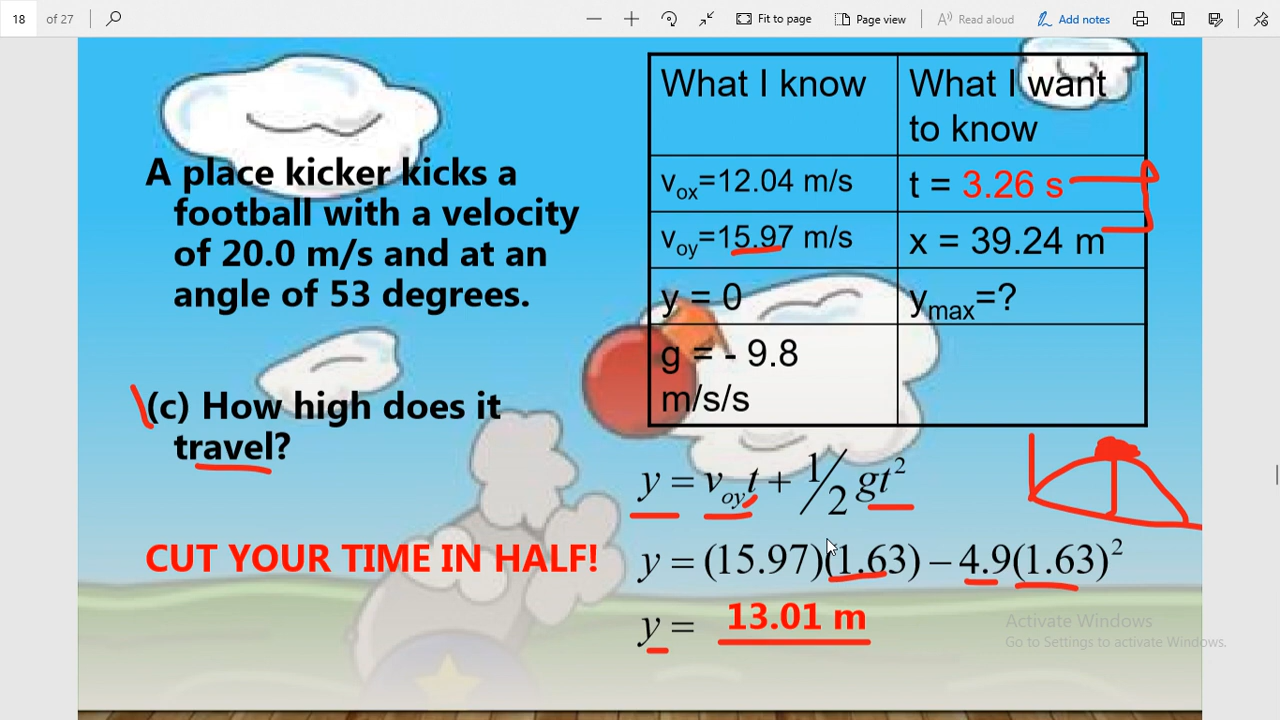 18 of 27
Fit to page
Page view
Read aloud
Add notes
A place kicker kicks a
football with a velocity
of 20.0 m/s and at an
angle of 53 degrees.
(c) How high does it
travel?
CUT YOUR TIME IN HALF!
What I know
What I want
to know
vox=12.04 m/s
t = 3.26 s
voy=15.97 m/s
x = 39.24 m
y = 0
ymax=?
g = - 9.8
m/s/s
y = voyt + 1/2 gt²
y = (15.97)(1.63) – 4.9(1.63)²
y = 13.01 m
Activate Windows
Go to Settings to activate Windows.